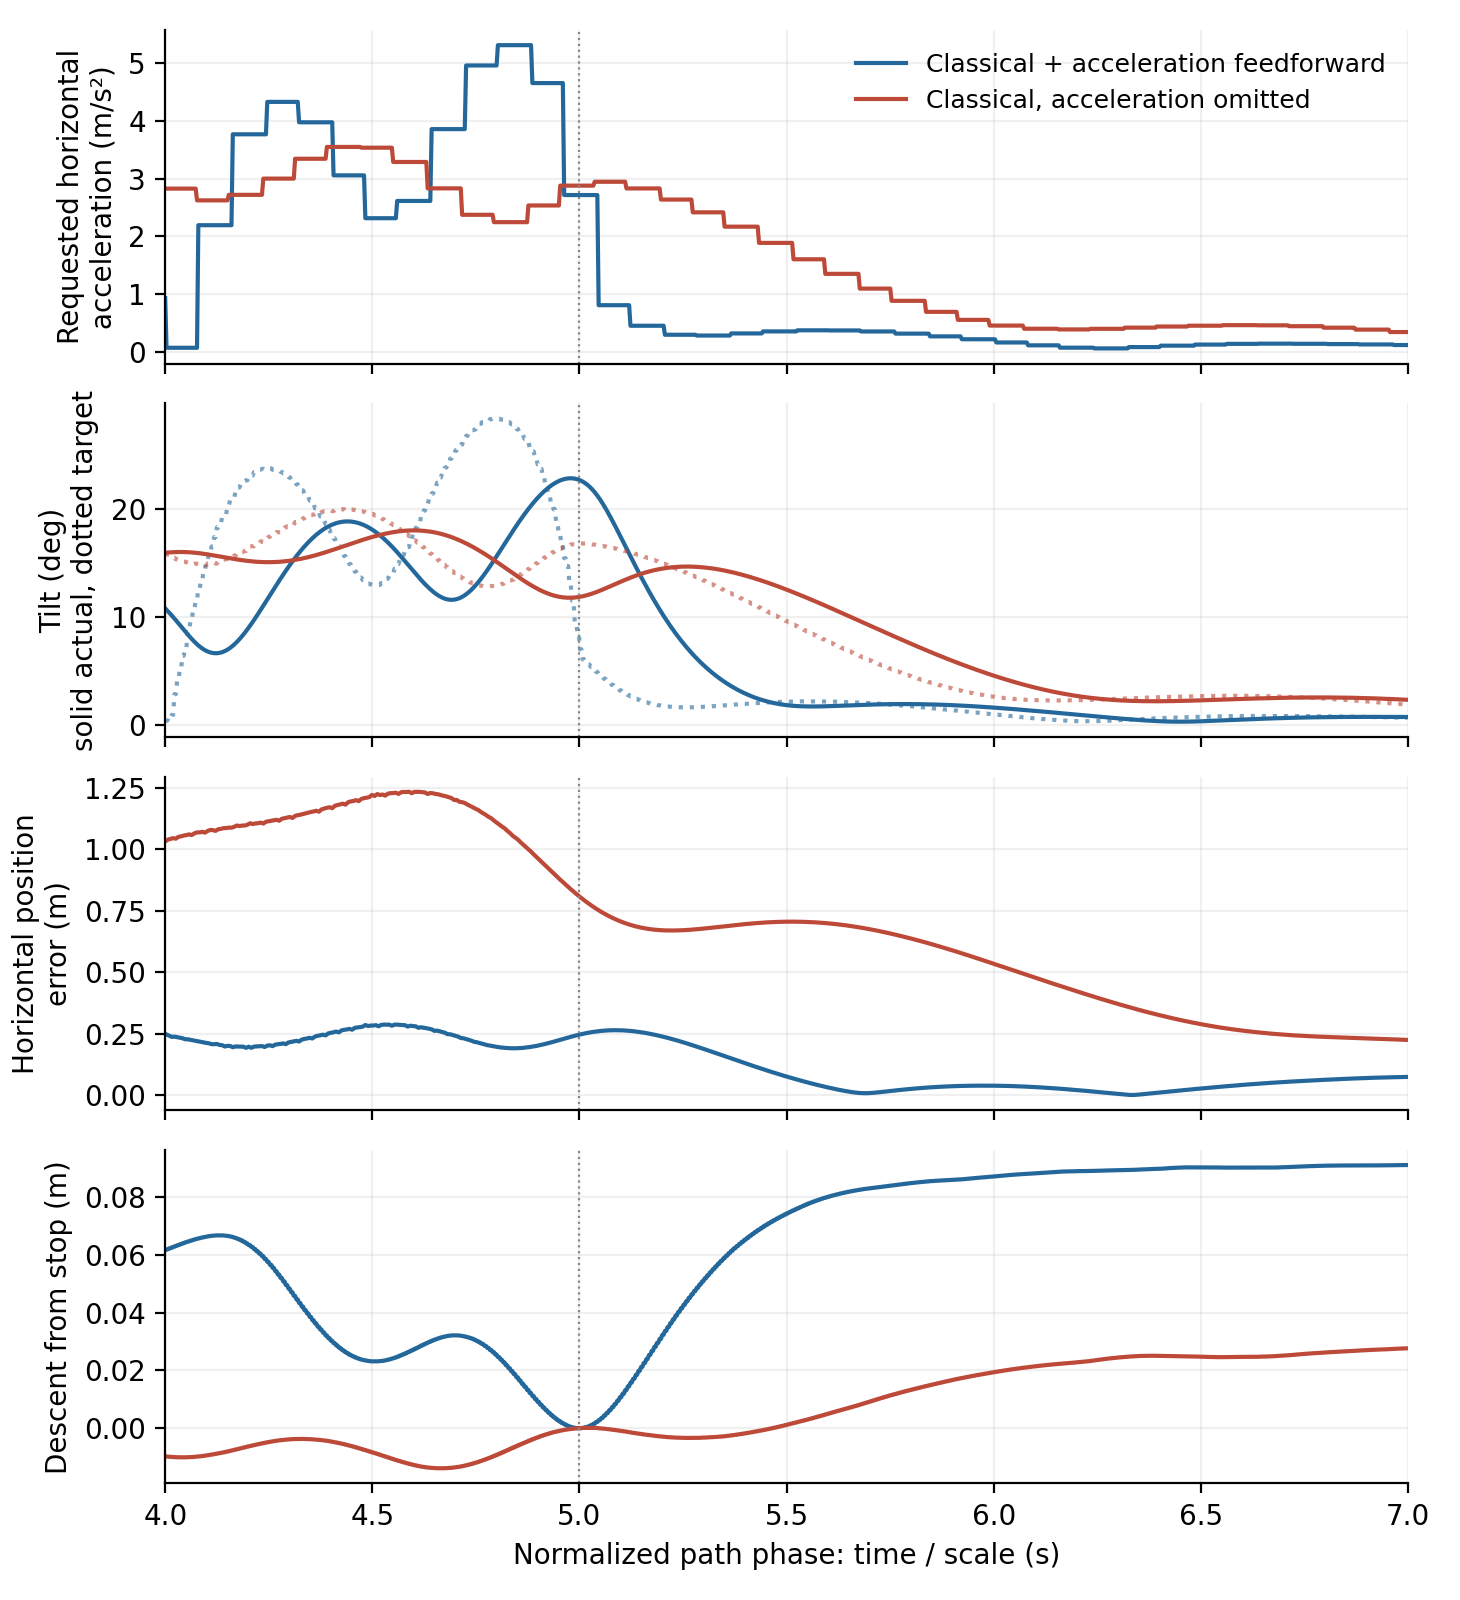 Requested horizontal
acceleration (m/s²)
5
4
3
2
1
0
Classical + acceleration feedforward
Classical, acceleration omitted
Tilt (deg)
solid actual, dotted target
20
10
0
Horizontal position
error (m)
1.25
1.00
0.75
0.50
0.25
0.00
Descent from stop (m)
0.08
0.06
0.04
0.02
0.00
4.0 4.5 5.0 5.5 6.0 6.5 7.0
Normalized path phase: time / scale (s)